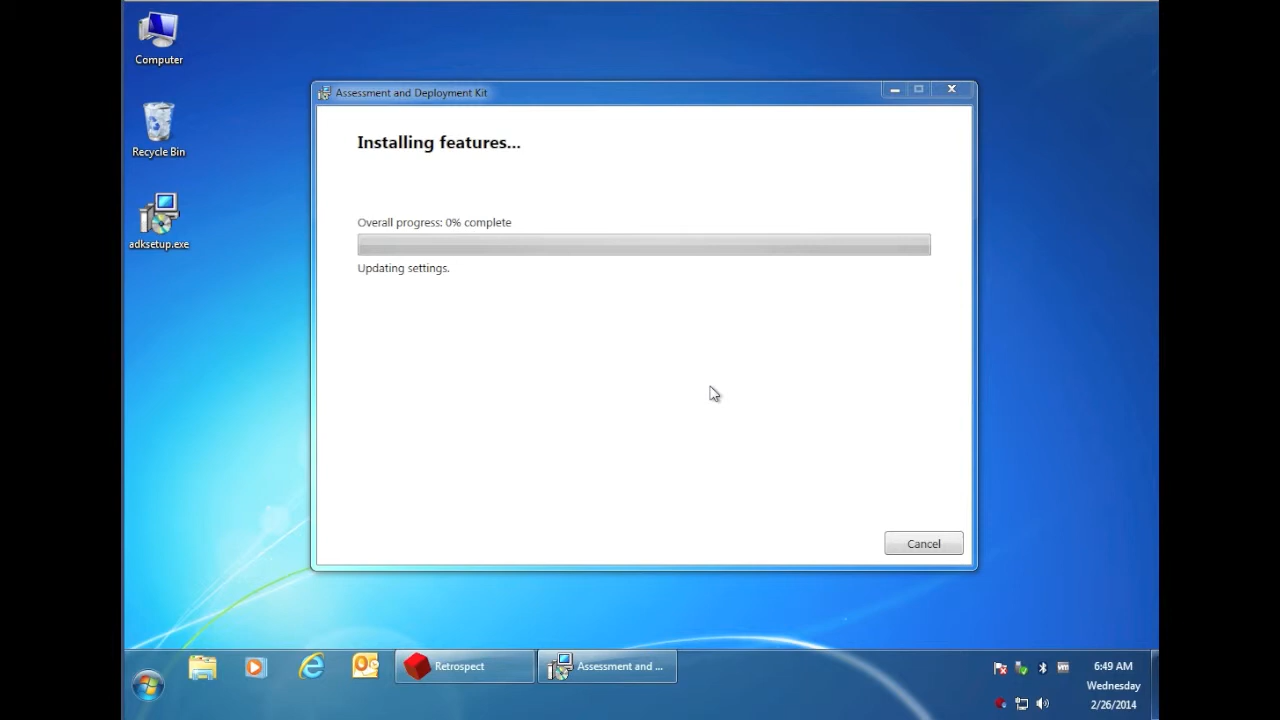 Computer
Recycle Bin
adksetup.exe
Assessment and Deployment Kit
Installing features...
Overall progress: 0% complete
Updating settings.
Cancel
Retrospect
Assessment and ...
6:49 AM
Wednesday
2/26/2014